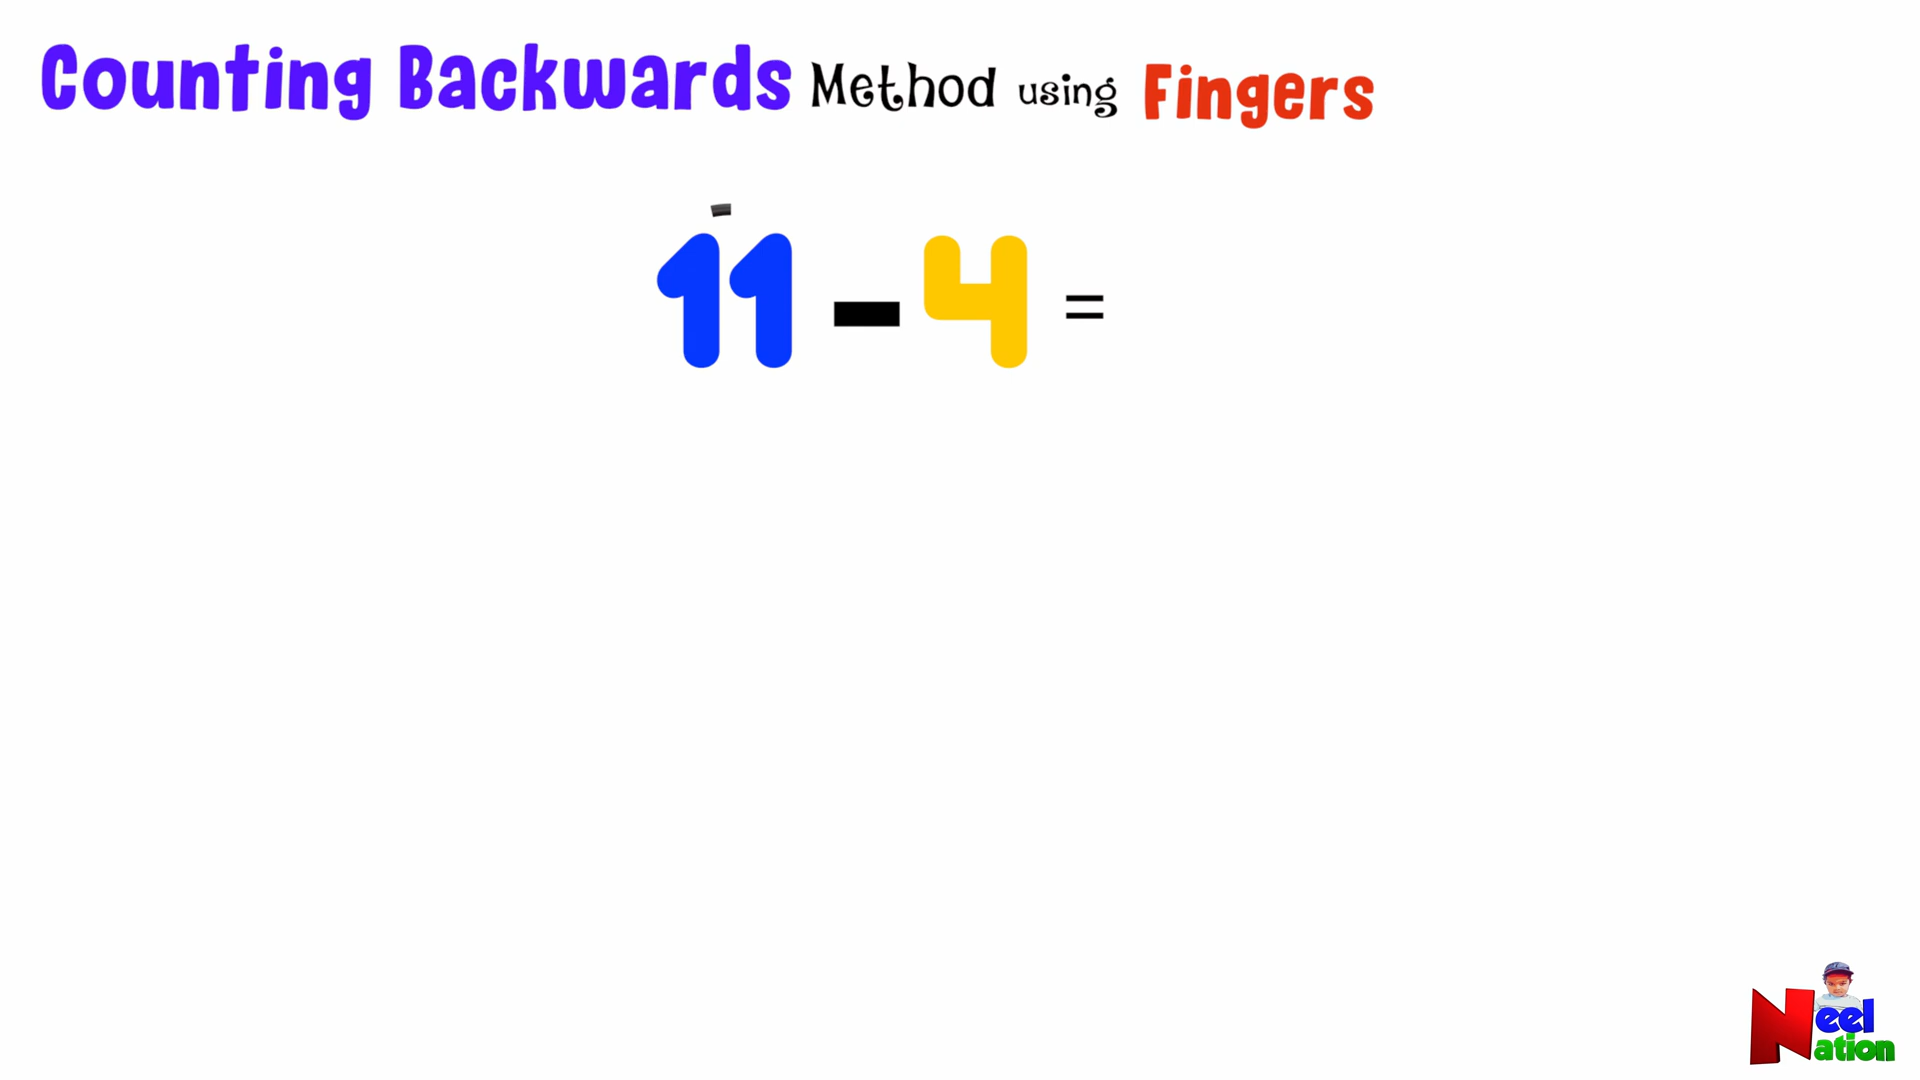 Counting Backwards Method using Fingers
11 - 4 =
Neel
Nation